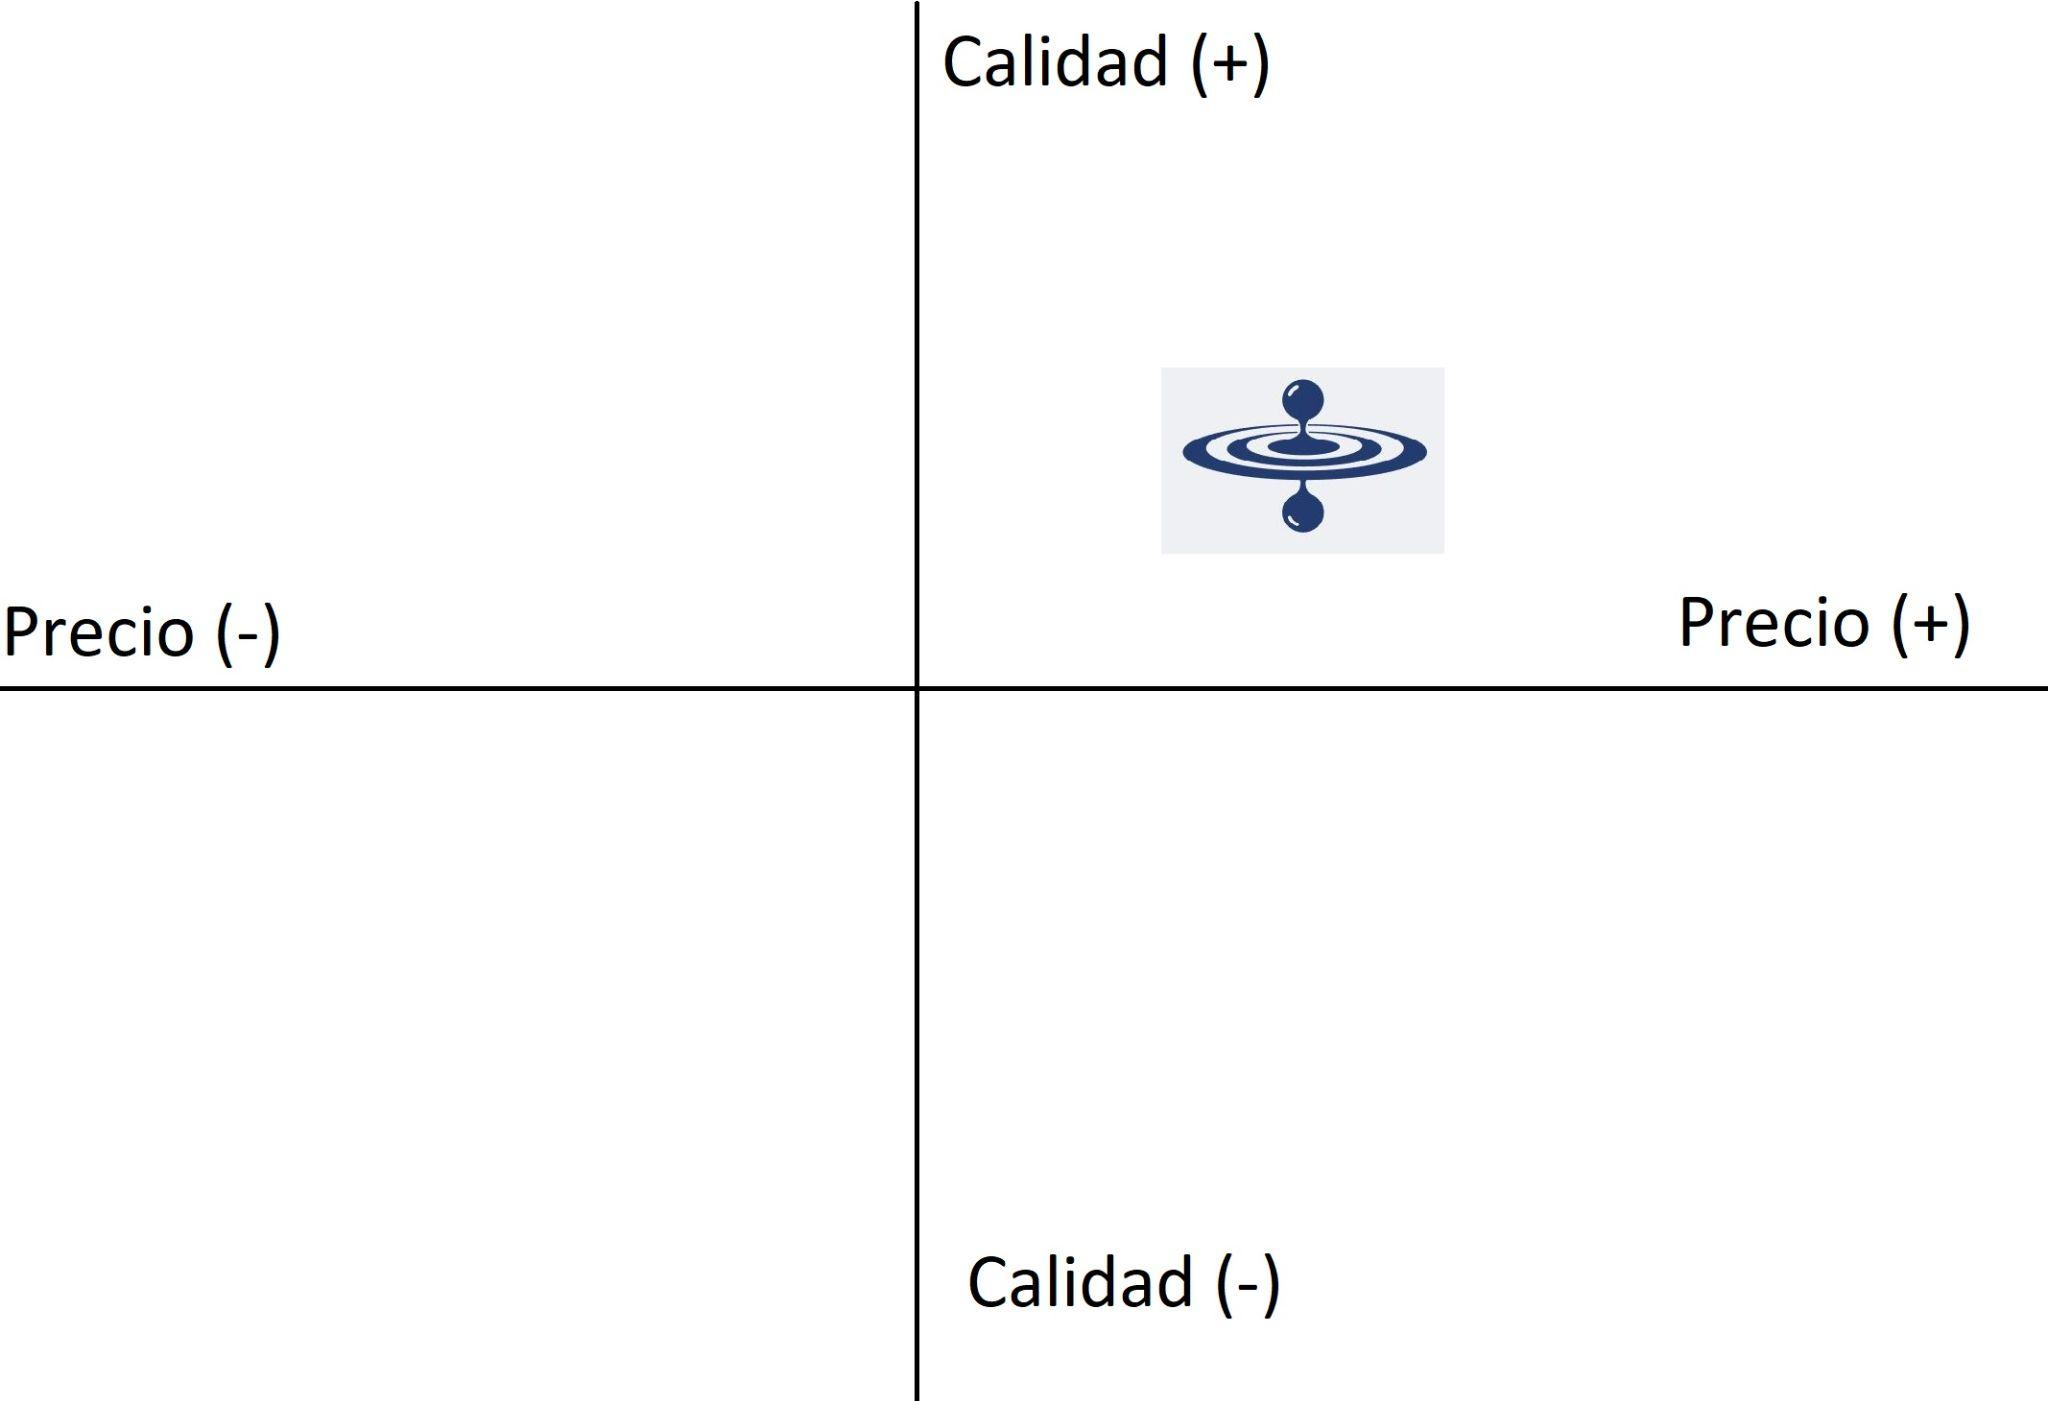 Calidad (+)
Precio (-)
Precio (+)
Calidad (-)